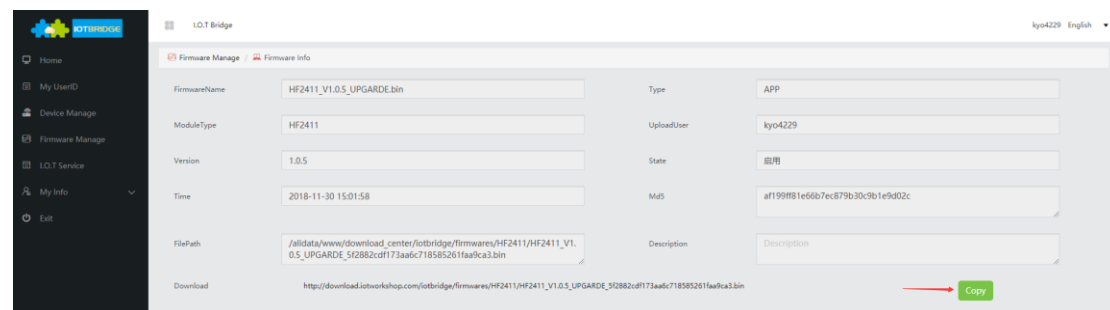 IOTBRIDGE
I.O.T Bridge
kyo4229 English
Home
My UserID
Device Manage
Firmware Manage
I.O.T Service
My Info
Exit
Firmware Manage / Firmware Info
FirmwareName HF2411_V1.0.5_UPGARDE.bin Type APP
ModuleType HF2411 UploadUser kyo4229
Version 1.0.5 State 启用
Time 2018-11-30 15:01:58 Md5 af199ff81e66b7ec879b30c9b1e9d02c
FilePath /alidata/www/download_center/iotbridge/firmwares/HF2411/HF2411_V1.
0.5_UPGARDE_5f2882cdf173aa6c718585261faa9ca3.bin
Description Description
Download http://download.iotworkshop.com/iotbridge/firmwares/HF2411/HF2411_V1.0.5_UPGARDE_5f2882cdf173aa6c718585261faa9ca3.bin Copy